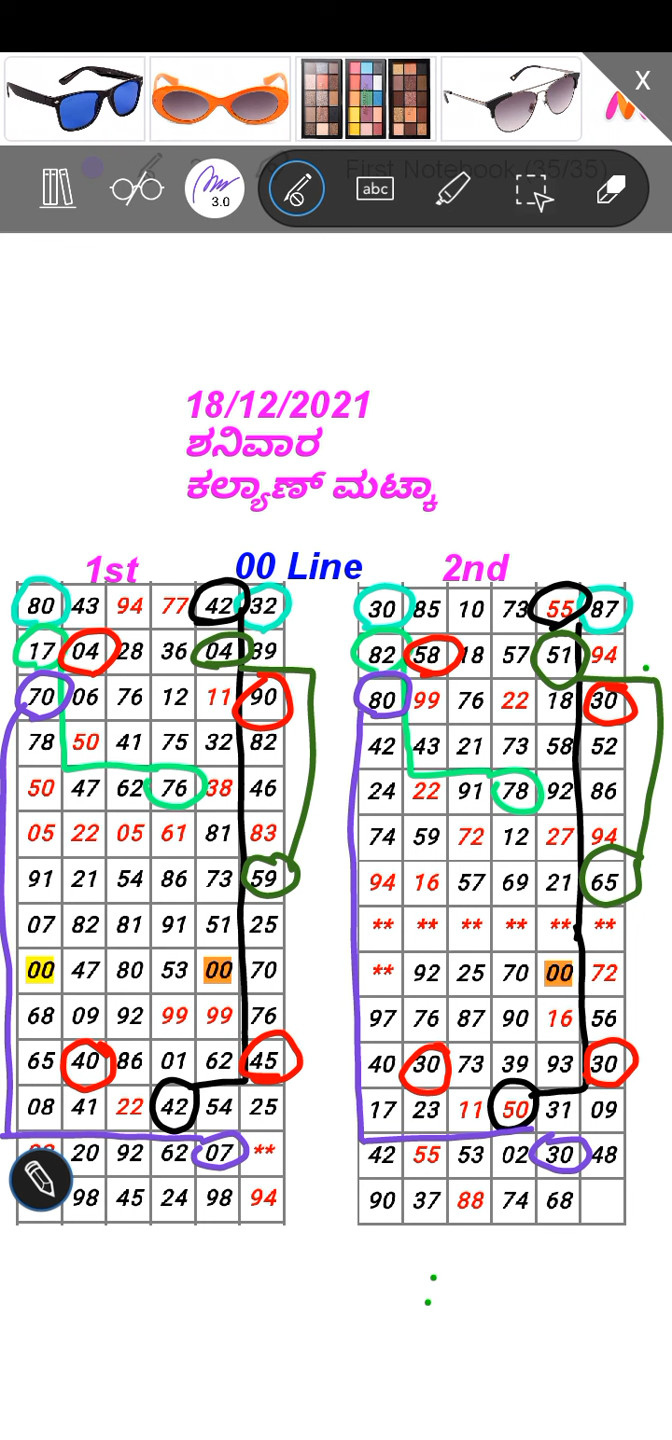 X
First Notebook (35/35)
3.0
abc
18/12/2021
ಶನಿವಾರ
ಕಲ್ಯಾಣ್ ಮಟ್ಕಾ
1st 00 Line 2nd
80 43 94 77 42 32 30 85 10 73 55 87
17 04 28 36 04 39 82 58 18 57 51 94
70 06 76 12 11 90 80 99 76 22 18 30
78 50 41 75 32 82 42 43 21 73 58 52
50 47 62 76 38 46 24 22 91 78 92 86
05 22 05 61 81 83 74 59 72 12 27 94
91 21 54 86 73 59 94 16 57 69 21 65
07 82 81 91 51 25 ** ** ** ** ** **
00 47 80 53 00 70 ** 92 25 70 00 72
68 09 92 99 99 76 97 76 87 90 16 56
65 40 86 01 62 45 40 30 73 39 93 30
08 41 22 42 54 25 17 23 11 50 31 09
20 92 62 07 ** 42 55 53 02 30 48
98 45 24 98 94 90 37 88 74 68